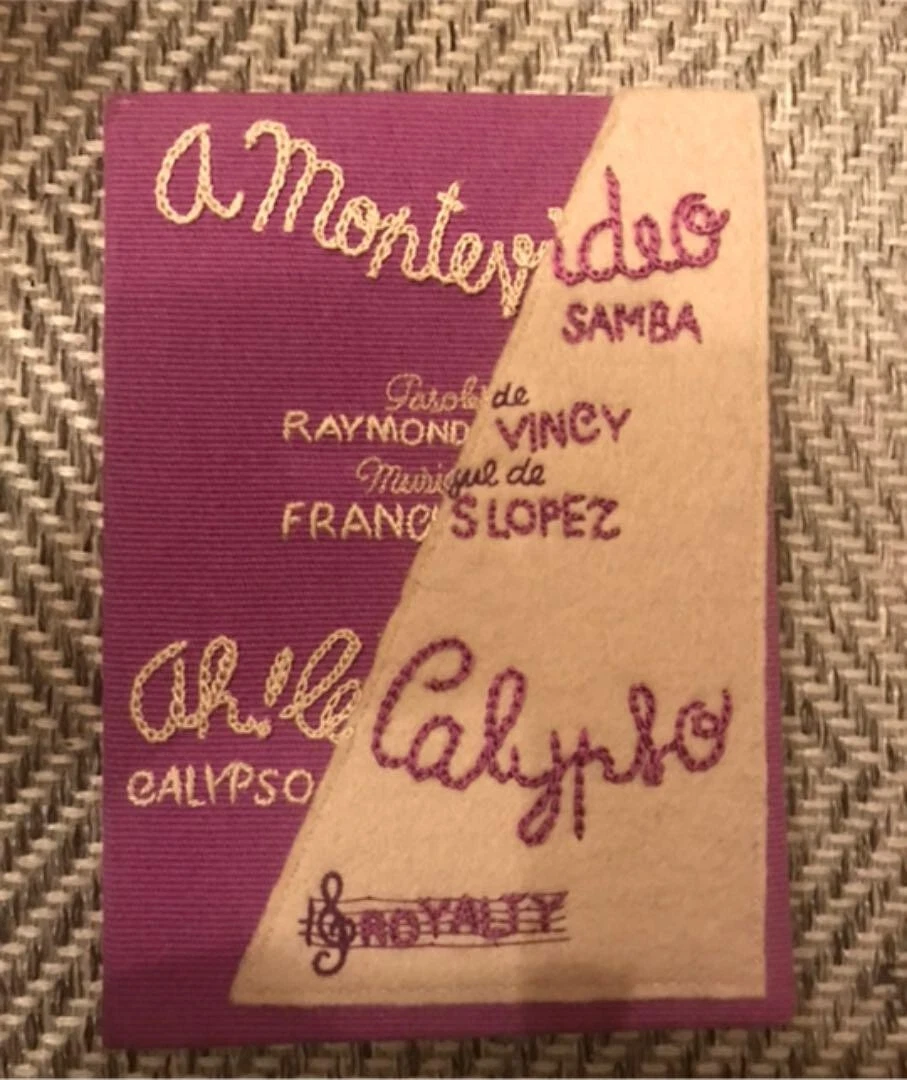 A Montevideo
SAMBA
Paroles de
RAYMOND VINCY
Musique de
FRANCIS LOPEZ
Ah! le Calypso
CALYPSO
ROYALTY